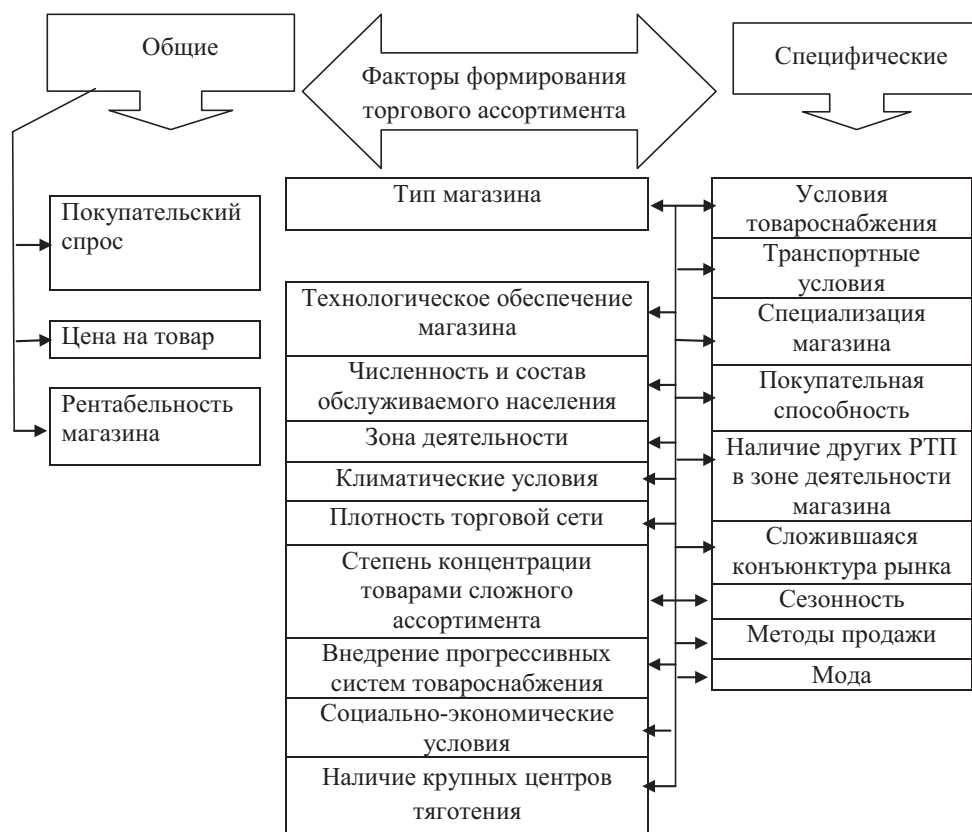 Общие
Факторы формирования
торгового ассортимента
Специфические
Покупательский
спрос
Цена на товар
Рентабельность
магазина
Тип магазина
Технологическое обеспечение
магазина
Численность и состав
обслуживаемого населения
Зона деятельности
Климатические условия
Плотность торговой сети
Степень концентрации
товарами сложного
ассортимента
Внедрение прогрессивных
систем товароснабжения
Социально-экономические
условия
Наличие крупных центров
тяготения
Условия
товароснабжения
Транспортные
условия
Специализация
магазина
Покупательная
способность
Наличие других РТП
в зоне деятельности
магазина
Сложившаяся
конъюнктура рынка
Сезонность
Методы продажи
Мода